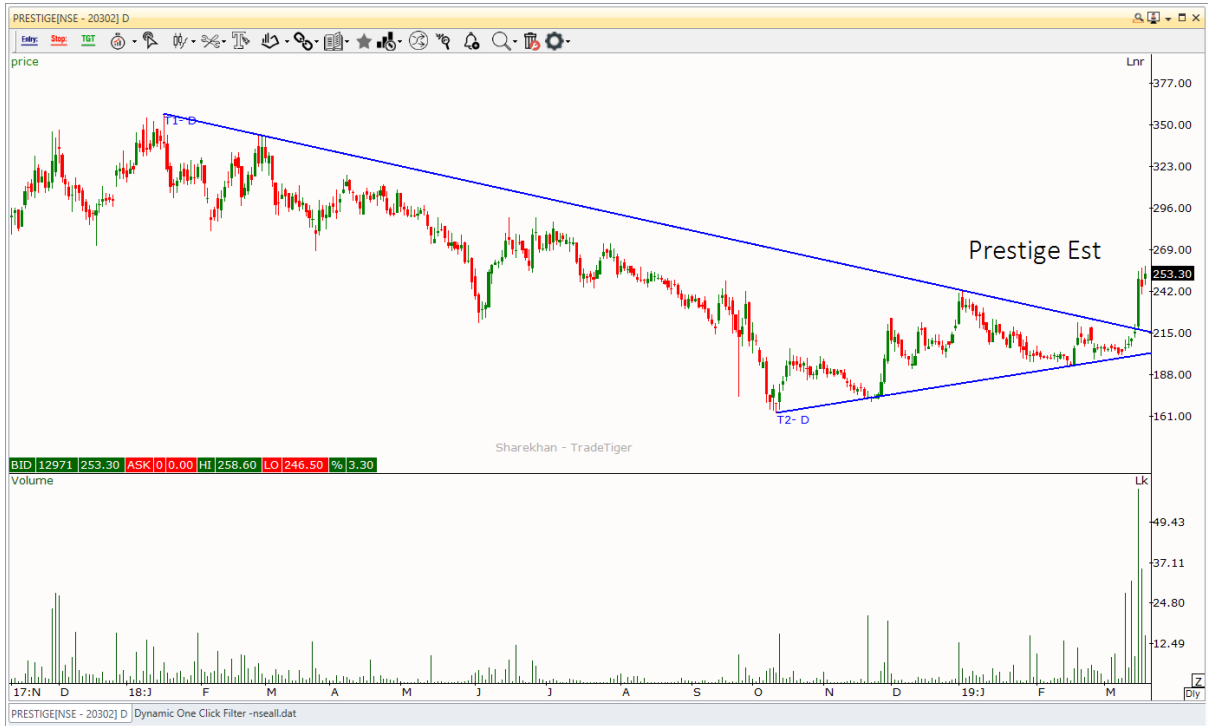 PRESTIGE[NSE - 20302] D
Entry: Stop: TGT
price
Lnr
377.00
T1- D
350.00
323.00
296.00
Prestige Est
269.00
253.30
242.00
215.00
188.00
161.00
T2- D
Sharekhan - TradeTiger
BID 12971 253.30 ASK 0 0.00 HI 258.60 LO 246.50 % 3.30
Volume
Lk
49.43
37.11
24.80
12.49
17:N D 18:J F M A M J J A S O N D 19:J F M
Z
Dly
PRESTIGE[NSE - 20302] D Dynamic One Click Filter -nseall.dat